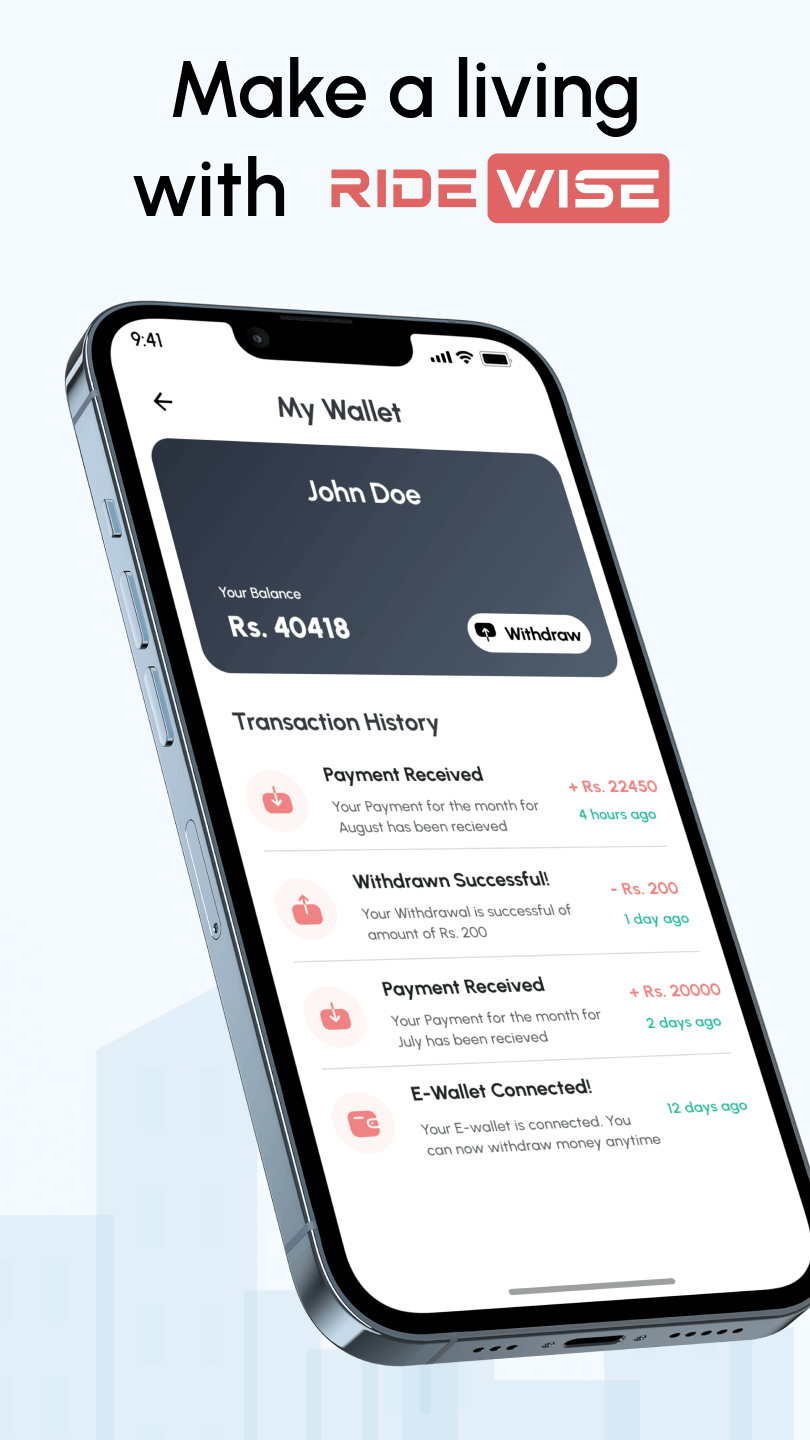 Make a living
with RIDE WISE
9:41
My Wallet
John Doe
Your Balance
Rs. 40418
Withdraw
Transaction History
Payment Received
+ Rs. 22450
Your Payment for the month for
August has been recieved
4 hours ago
Withdrawn Successful!
- Rs. 200
Your Withdrawal is successful of
amount of Rs. 200
1 day ago
Payment Received
+ Rs. 20000
Your Payment for the month for
July has been recieved
2 days ago
E-Wallet Connected!
12 days ago
Your E-wallet is connected. You
can now withdraw money anytime